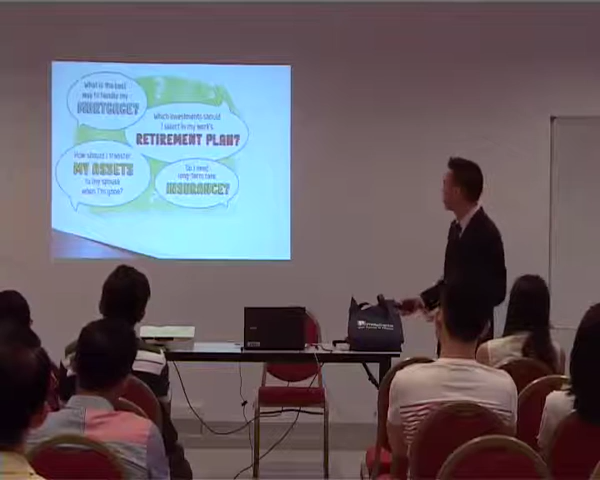 What is the best
way to handle my
MORTGAGE?
Which investments should
I select in my work's
RETIREMENT PLAN?
How should I transfer
MY ASSETS
to my spouse
when I'm gone?
Do I need
long-term care
INSURANCE?